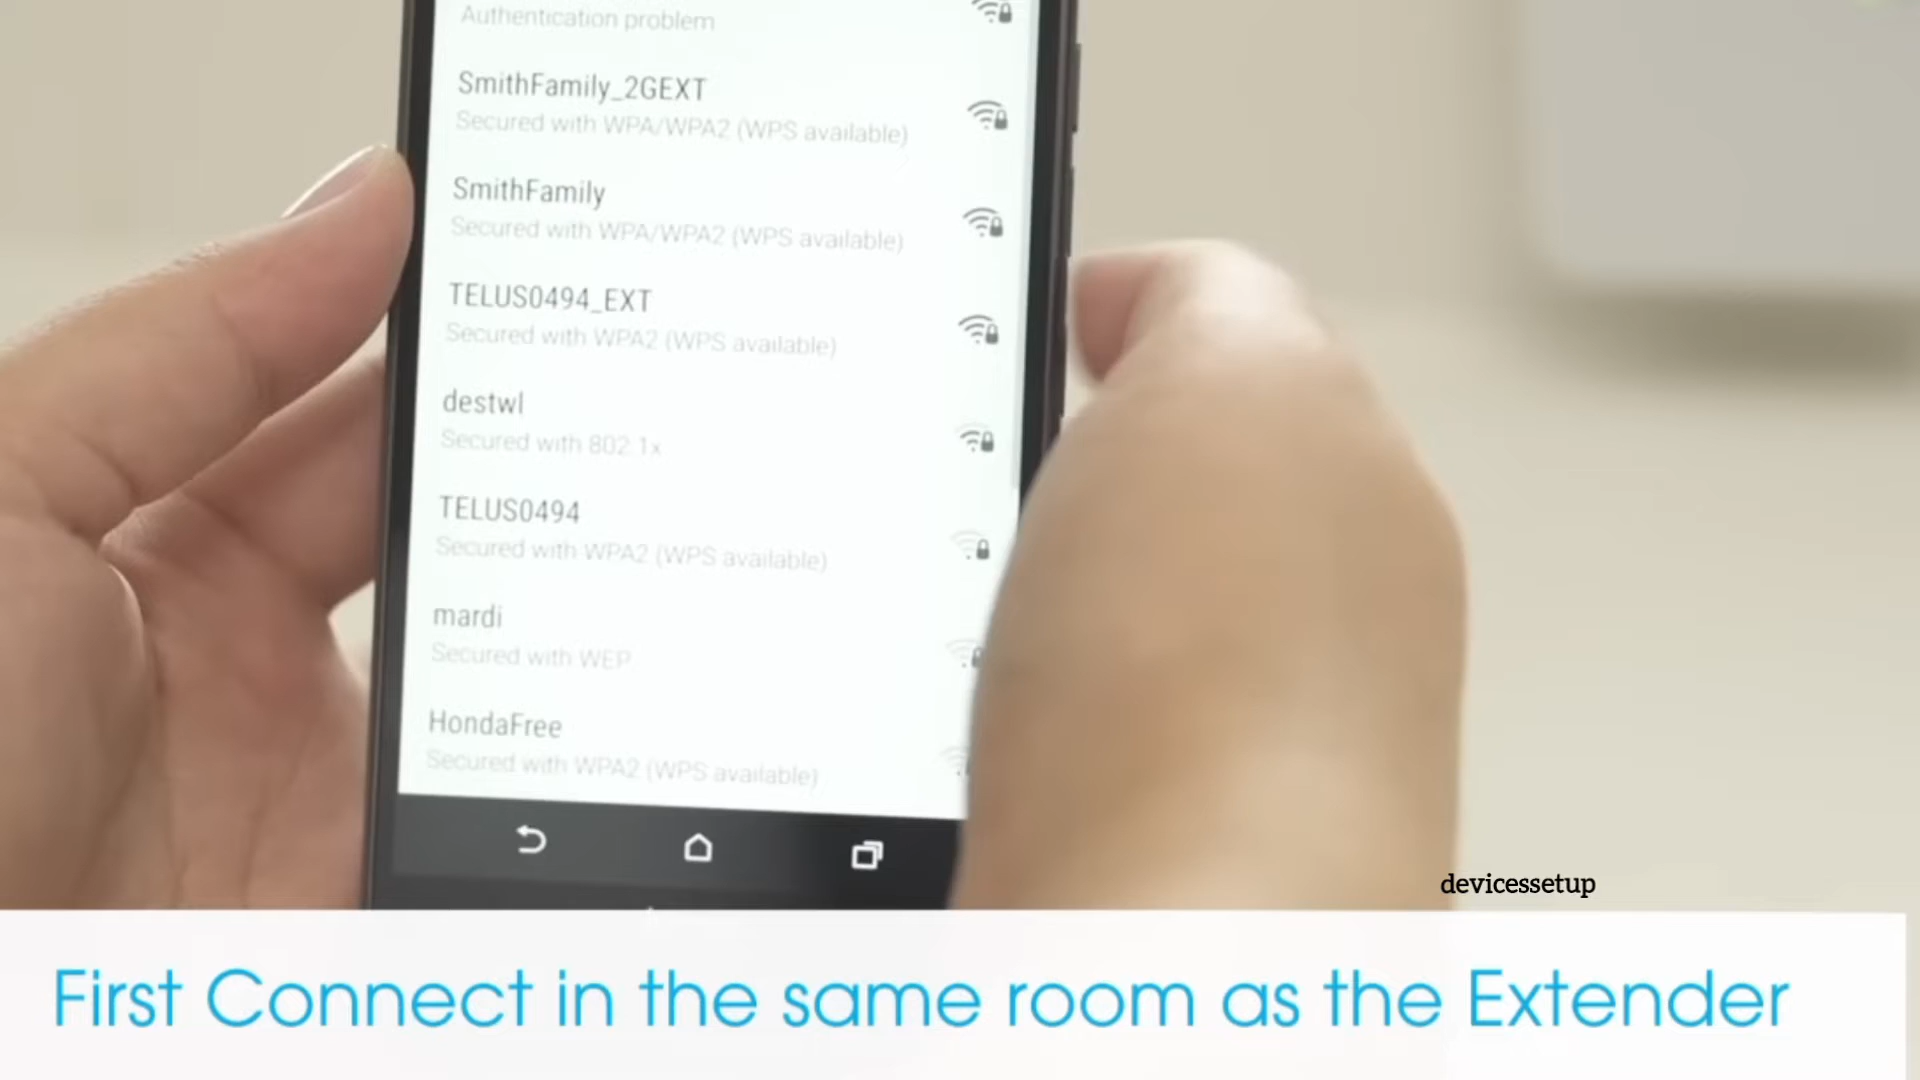 Authentication problem
SmithFamily_2GEXT
Secured with WPA/WPA2 (WPS available)
SmithFamily
Secured with WPA/WPA2 (WPS available)
TELUS0494_EXT
Secured with WPA2 (WPS available)
destwl
Secured with 802.1x
TELUS0494
Secured with WPA2 (WPS available)
mardi
Secured with WEP
HondaFree
Secured with WPA2 (WPS available)
devicessetup
First Connect in the same room as the Extender